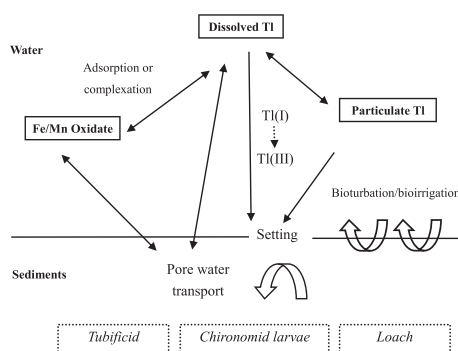 Dissolved Tl
Water
Adsorption or
complexation
Tl(I)
Particulate Tl
Fe/Mn Oxidate
Tl(III)
Bioturbation/bioirrigation
Setting
Sediments
Pore water
transport
Tubificid
Chironomid larvae
Loach